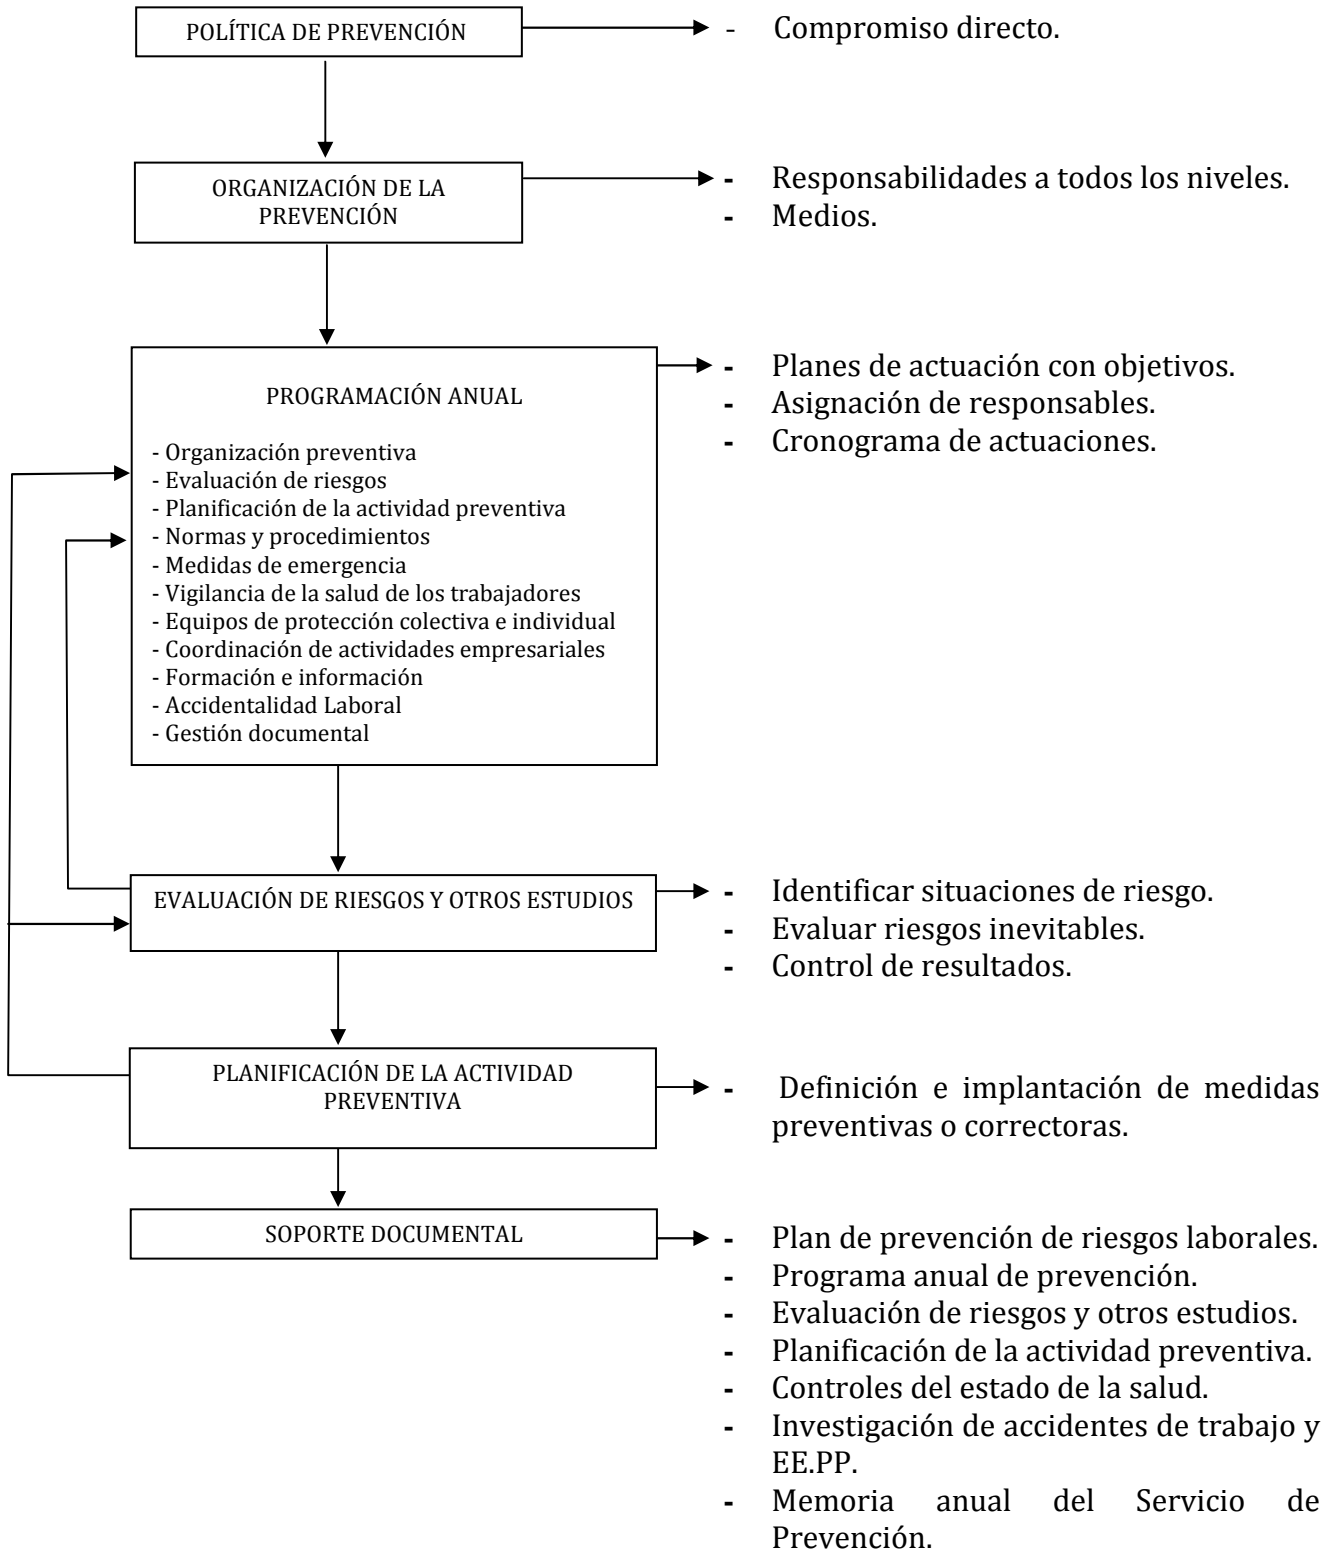 POLÍTICA DE PREVENCIÓN
- Compromiso directo.
ORGANIZACIÓN DE LA
PREVENCIÓN
- Responsabilidades a todos los niveles.
- Medios.
PROGRAMACIÓN ANUAL
- Organización preventiva
- Evaluación de riesgos
- Planificación de la actividad preventiva
- Normas y procedimientos
- Medidas de emergencia
- Vigilancia de la salud de los trabajadores
- Equipos de protección colectiva e individual
- Coordinación de actividades empresariales
- Formación e información
- Accidentalidad Laboral
- Gestión documental
- Planes de actuación con objetivos.
- Asignación de responsables.
- Cronograma de actuaciones.
EVALUACIÓN DE RIESGOS Y OTROS ESTUDIOS
- Identificar situaciones de riesgo.
- Evaluar riesgos inevitables.
- Control de resultados.
PLANIFICACIÓN DE LA ACTIVIDAD
PREVENTIVA
- Definición e implantación de medidas
preventivas o correctoras.
SOPORTE DOCUMENTAL
- Plan de prevención de riesgos laborales.
- Programa anual de prevención.
- Evaluación de riesgos y otros estudios.
- Planificación de la actividad preventiva.
- Controles del estado de la salud.
- Investigación de accidentes de trabajo y
EE.PP.
- Memoria anual del Servicio de
Prevención.